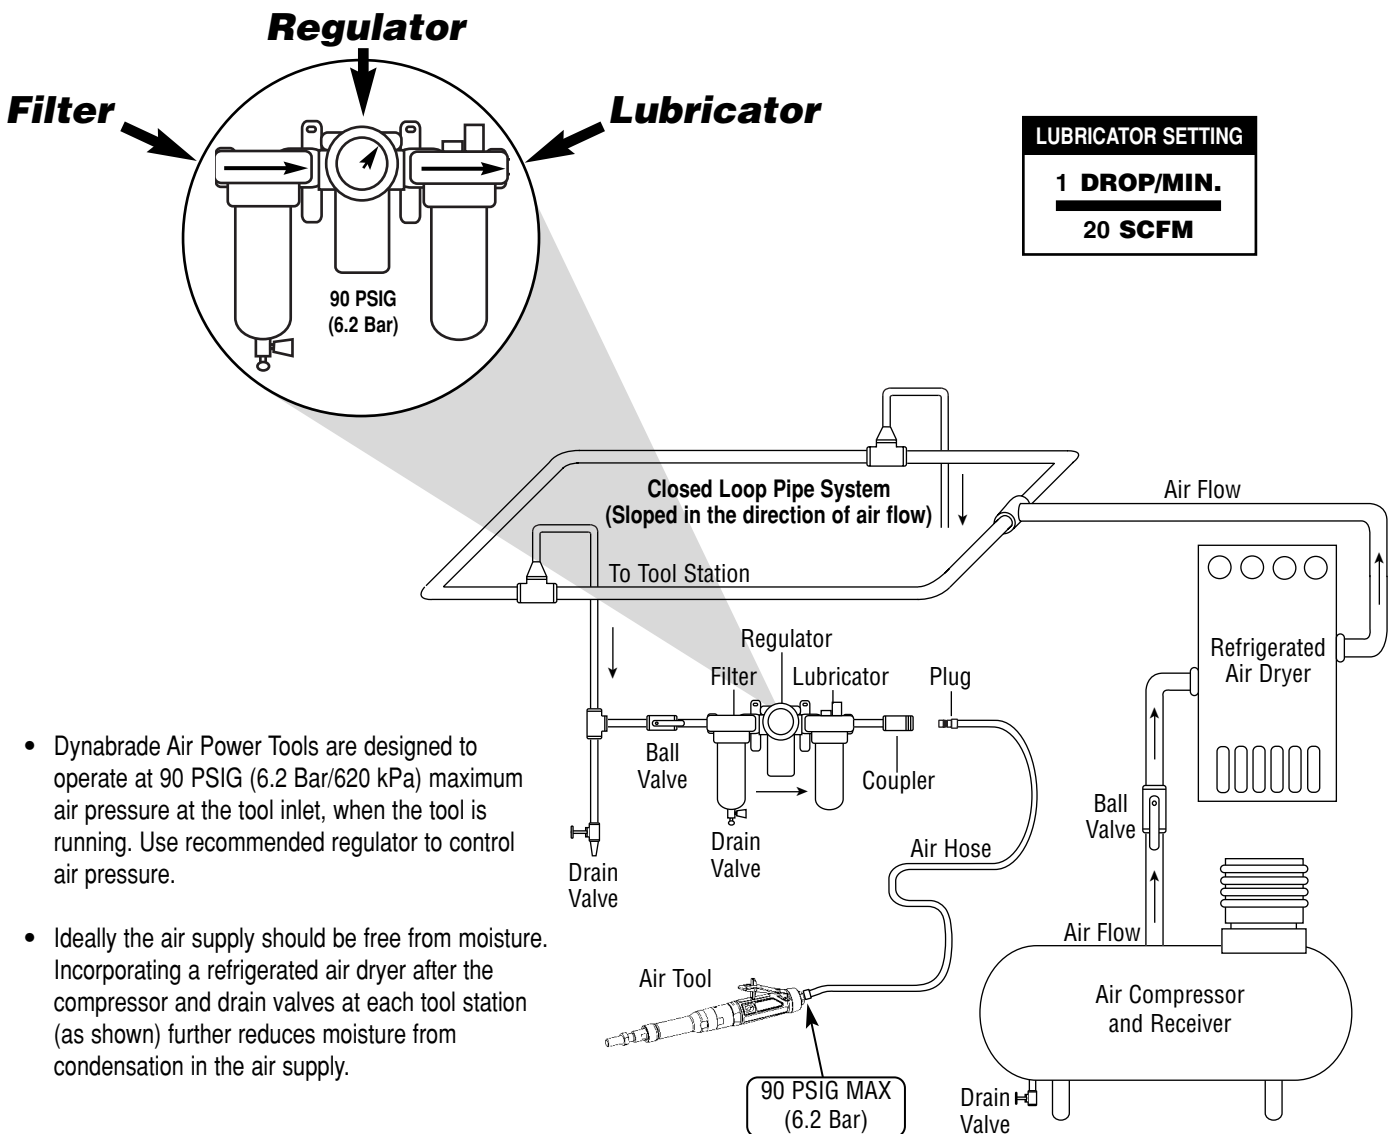 Regulator
Filter
Lubricator
90 PSIG
(6.2 Bar)
LUBRICATOR SETTING
1 DROP/MIN.
20 SCFM
Closed Loop Pipe System
(Sloped in the direction of air flow)
Air Flow
To Tool Station
Refrigerated
Air Dryer
Regulator
Filter
Lubricator
Plug
Ball
Valve
Coupler
Drain
Valve
Drain
Valve
Air Hose
Ball
Valve
Air Flow
Air Compressor
and Receiver
Drain
Valve
Air Tool
90 PSIG MAX
(6.2 Bar)
• Dynabrade Air Power Tools are designed to
operate at 90 PSIG (6.2 Bar/620 kPa) maximum
air pressure at the tool inlet, when the tool is
running. Use recommended regulator to control
air pressure.
• Ideally the air supply should be free from moisture.
Incorporating a refrigerated air dryer after the
compressor and drain valves at each tool station
(as shown) further reduces moisture from
condensation in the air supply.